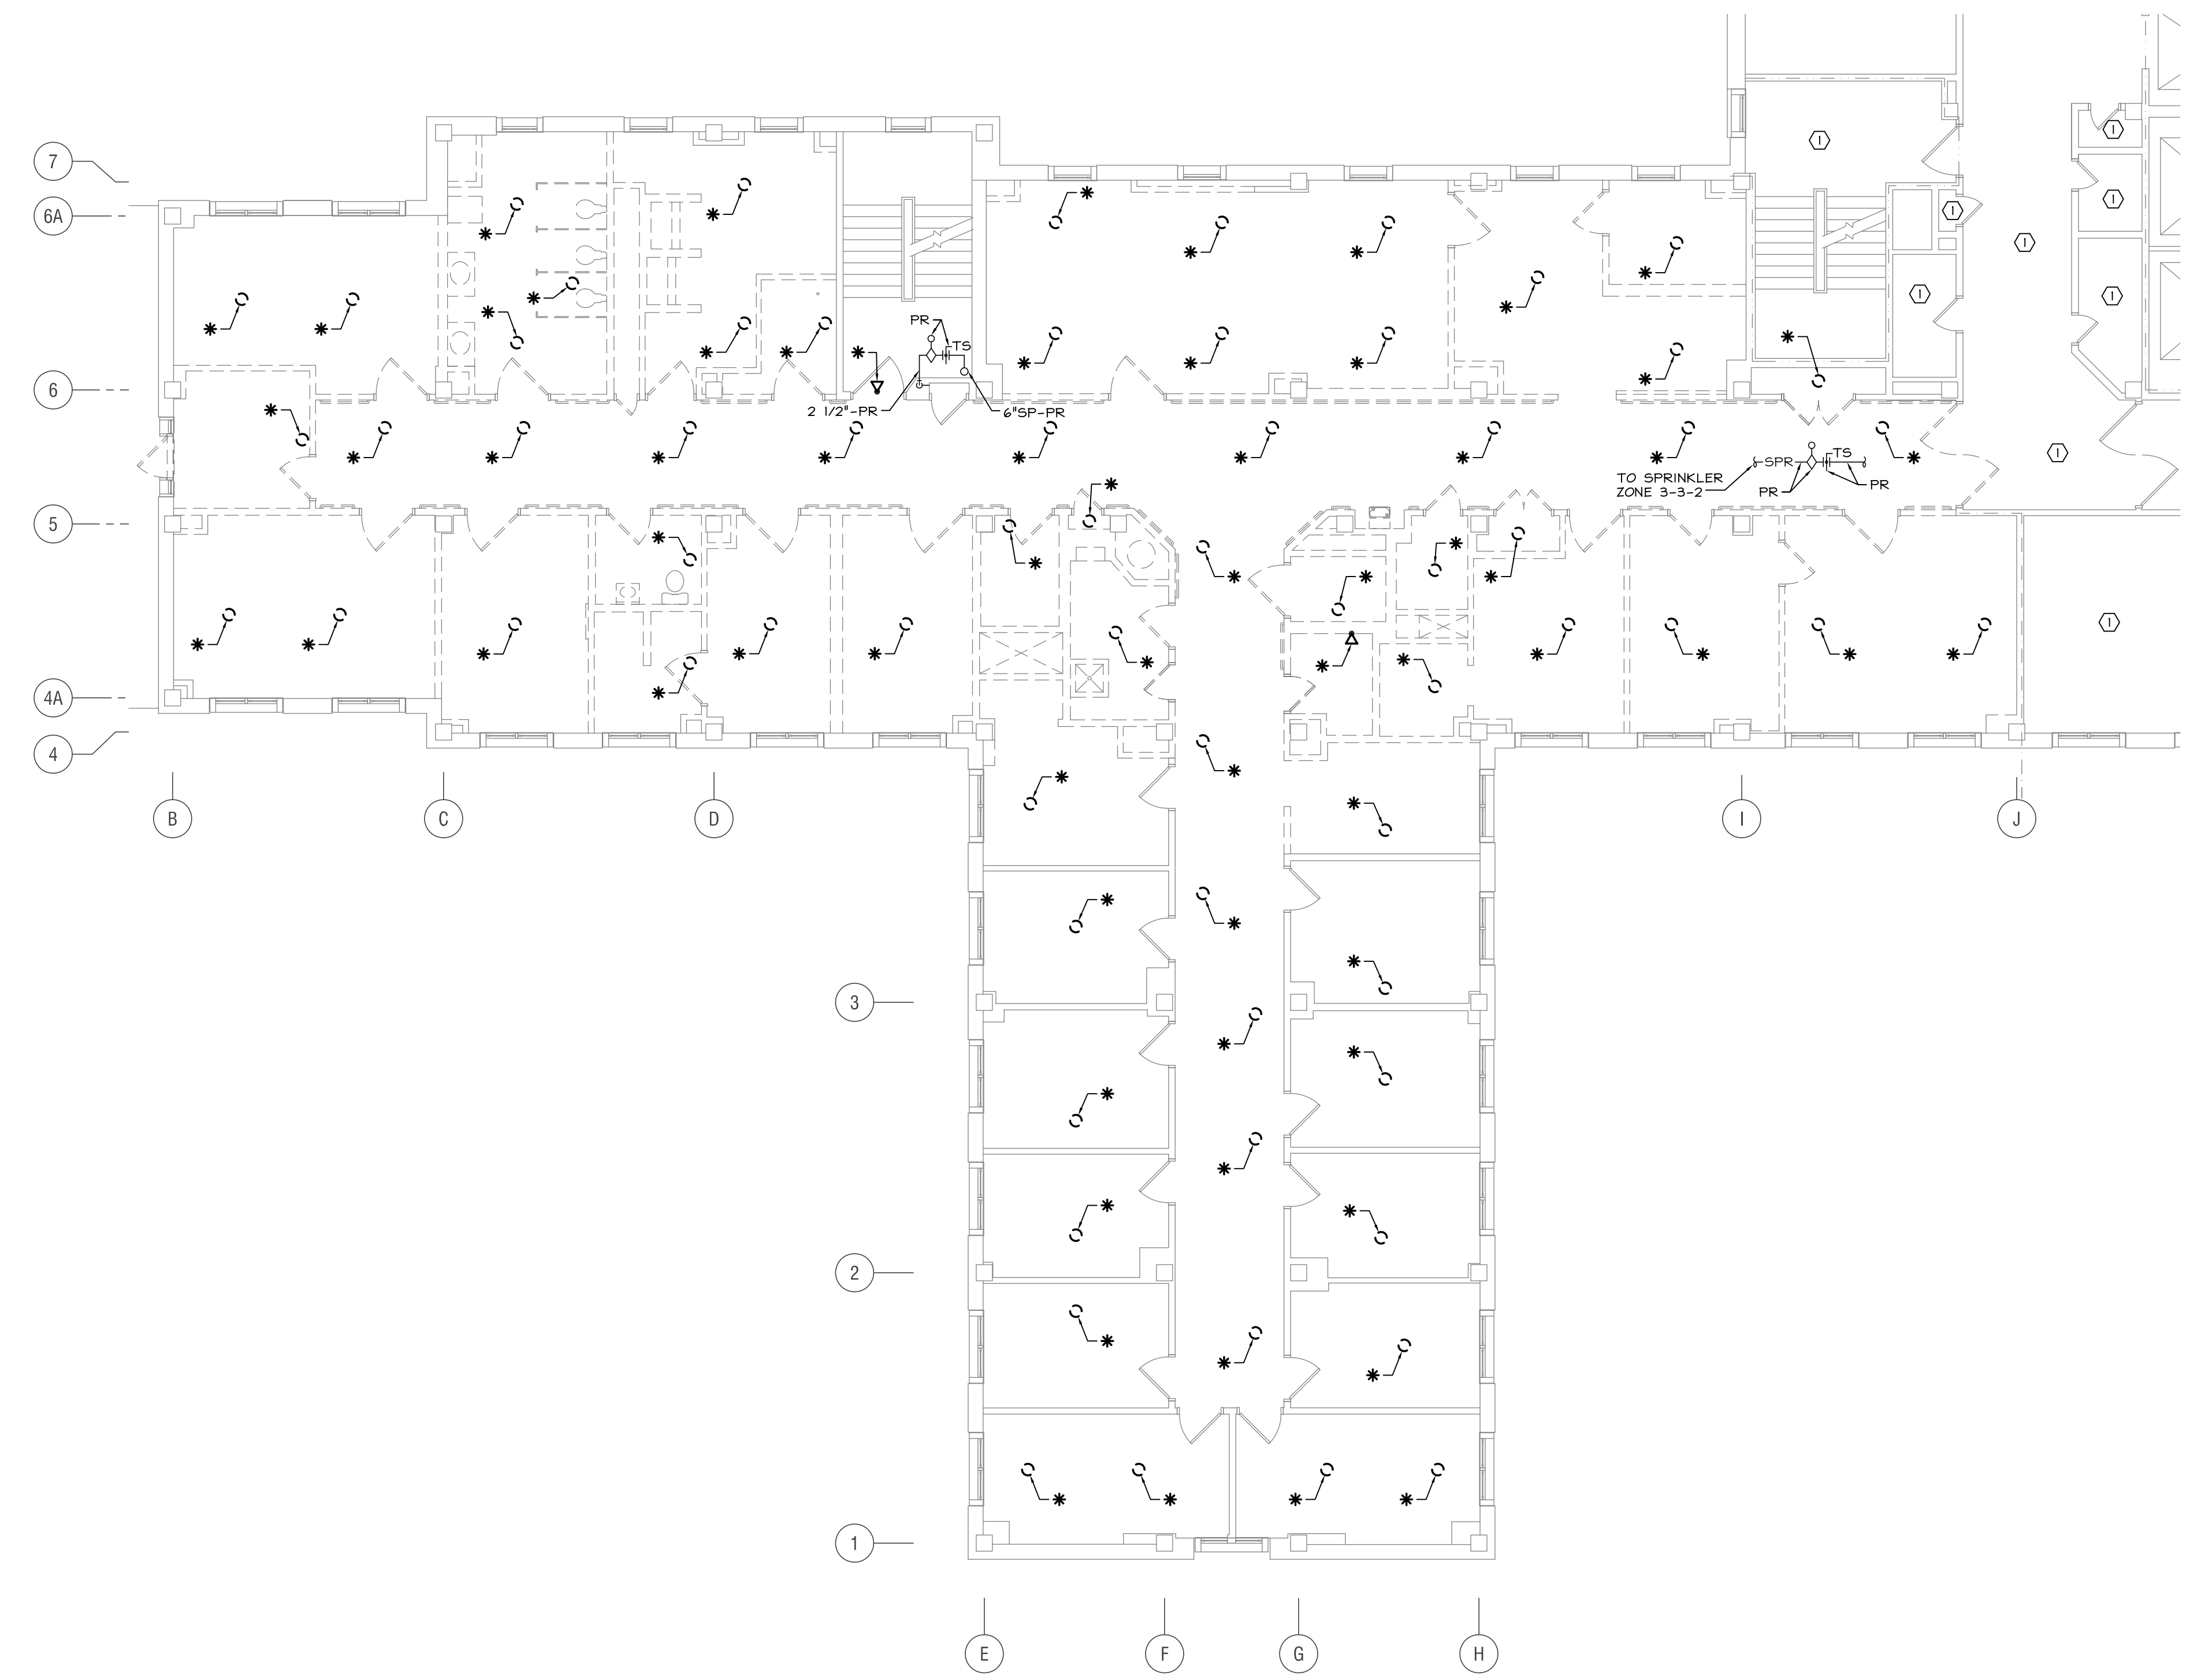 7
I
I
6A
I
I
I
I
I
PR
TS
6
2 1/2"-PR
6"SP-PR
TO SPRINKLER
ZONE 3-3-2
SPR
TS
PR
PR
I
5
I
4A
4
B
C
D
I
J
3
2
1
E
F
G
H